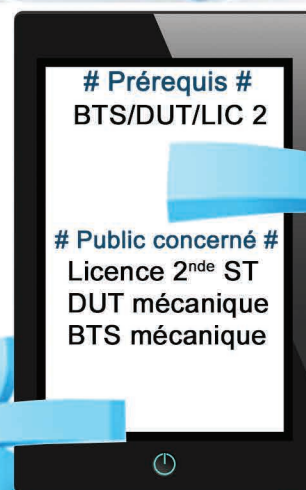 # Prérequis #
BTS/DUT/LIC 2
# Public concerné #
Licence 2nde ST
DUT mécanique
BTS mécanique